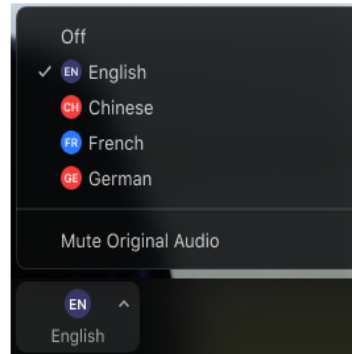 Off
EN English
CH Chinese
FR French
GE German
Mute Original Audio
EN
English